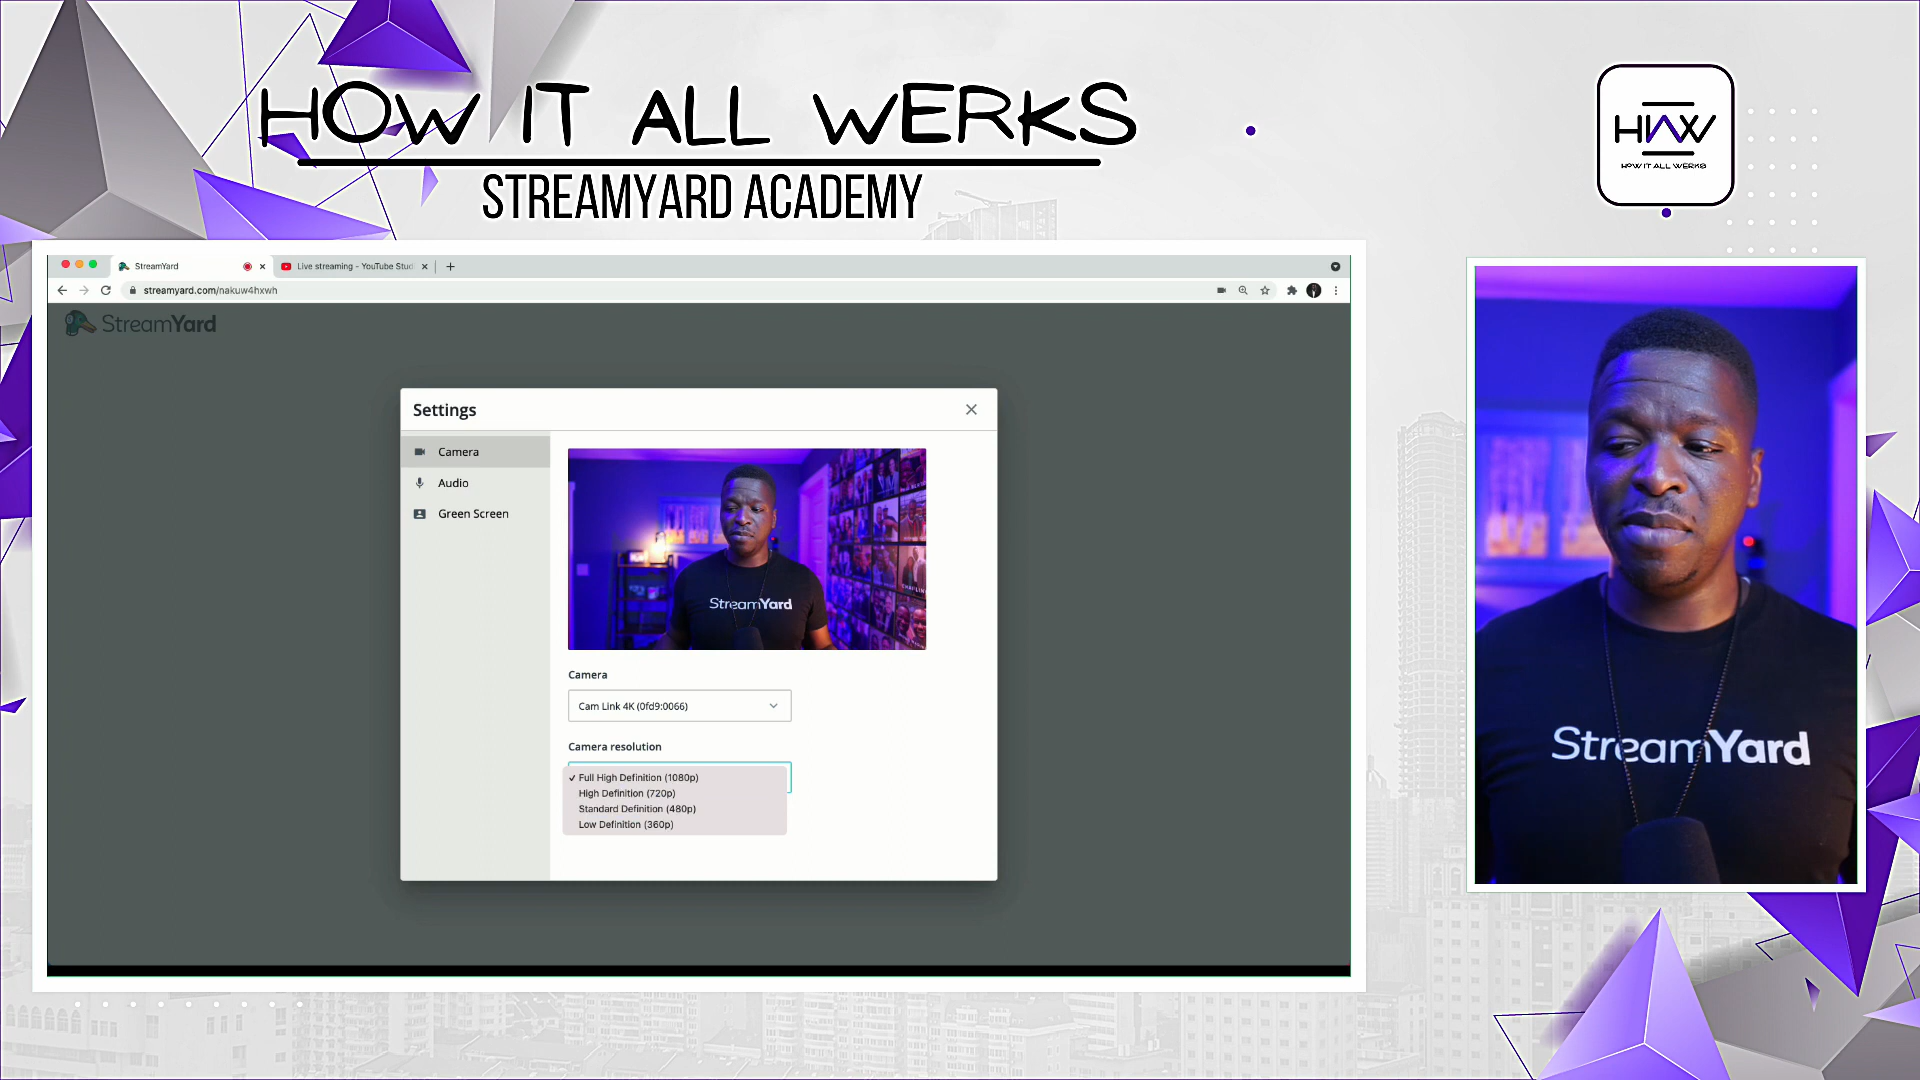 HOW IT ALL WERKS
STREAMYARD ACADEMY
HIAW
HOW IT ALL WERKS
StreamYard
Live streaming - YouTube Stud
streamyard.com/nakuw4hxwh
StreamYard
Settings
Camera
Audio
Green Screen
StreamYard
Camera
Cam Link 4K (0fd9:0066)
Camera resolution
✓ Full High Definition (1080p)
High Definition (720p)
Standard Definition (480p)
Low Definition (360p)
StreamYard